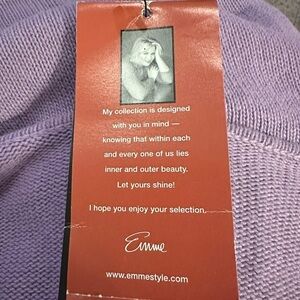 My collection is designed
with you in mind —
knowing that within each
and every one of us lies
inner and outer beauty.
Let yours shine!
I hope you enjoy your selection.
Emme
www.emmestyle.com